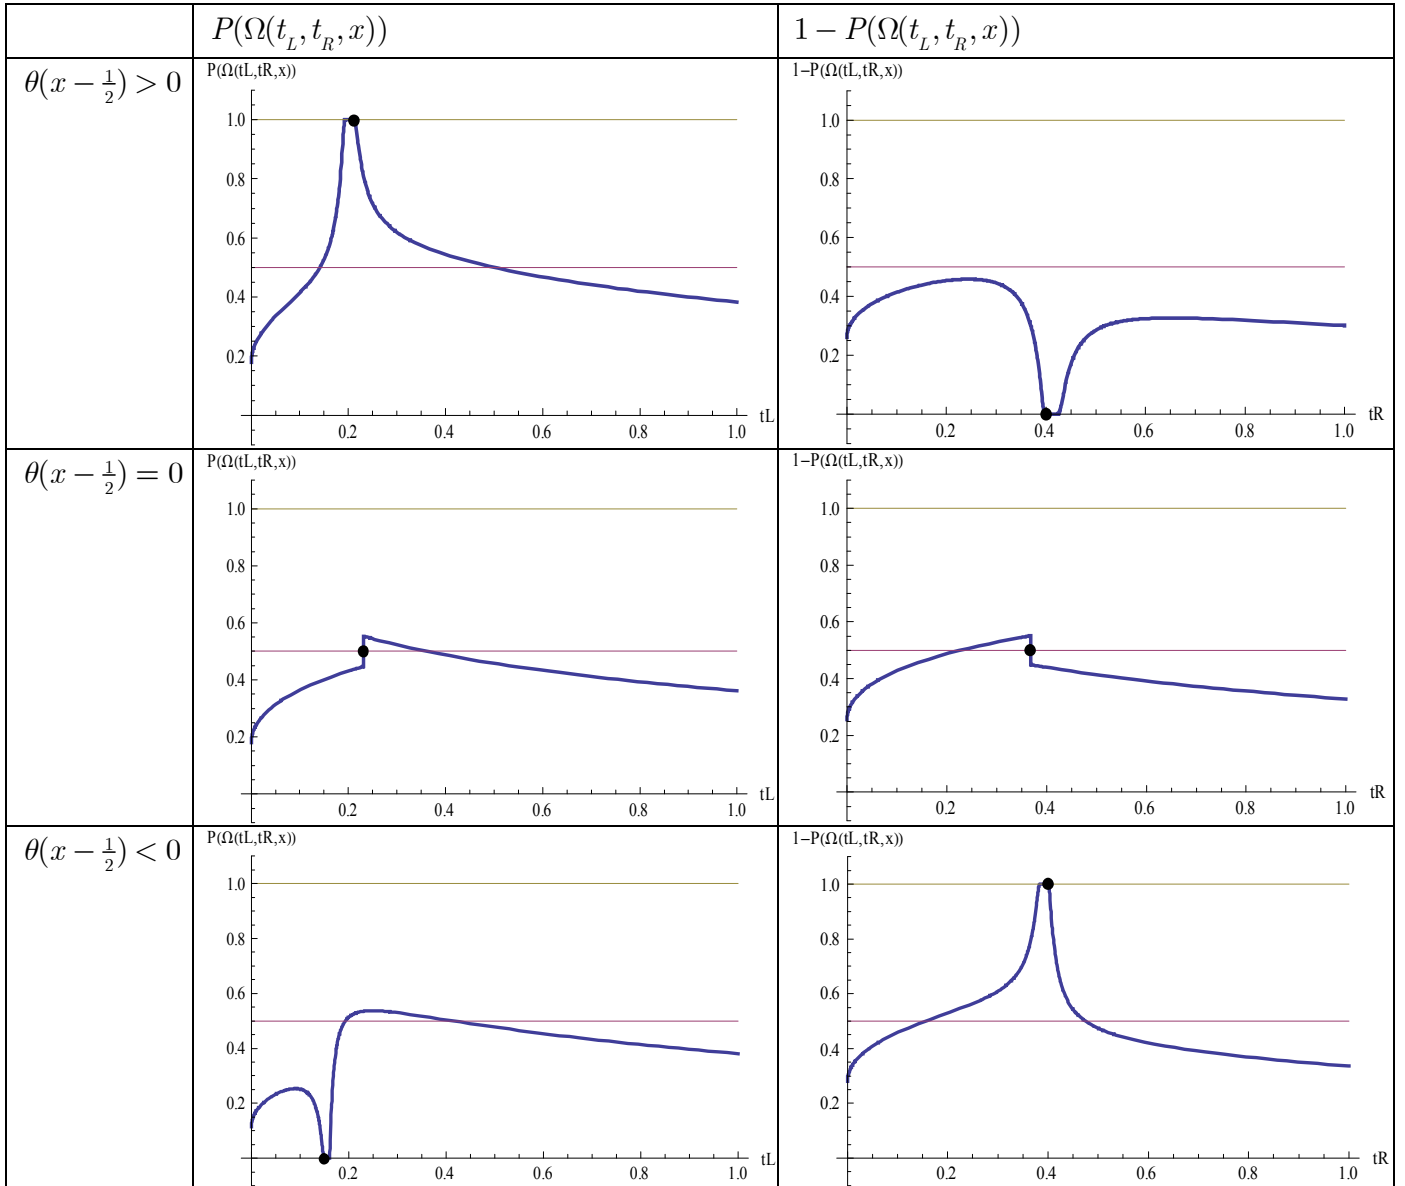 P(Ω(t_L, t_R, x))
1 − P(Ω(t_L, t_R, x))
θ(x − 1/2) > 0
P(Ω(tL,tR,x))
1.0
0.8
0.6
0.4
0.2
0.2 0.4 0.6 0.8 1.0 tL
1−P(Ω(tL,tR,x))
1.0
0.8
0.6
0.4
0.2
0.2 0.4 0.6 0.8 1.0 tR
θ(x − 1/2) = 0
P(Ω(tL,tR,x))
1.0
0.8
0.6
0.4
0.2
0.2 0.4 0.6 0.8 1.0 tL
1−P(Ω(tL,tR,x))
1.0
0.8
0.6
0.4
0.2
0.2 0.4 0.6 0.8 1.0 tR
θ(x − 1/2) < 0
P(Ω(tL,tR,x))
1.0
0.8
0.6
0.4
0.2
0.2 0.4 0.6 0.8 1.0 tL
1−P(Ω(tL,tR,x))
1.0
0.8
0.6
0.4
0.2
0.2 0.4 0.6 0.8 1.0 tR